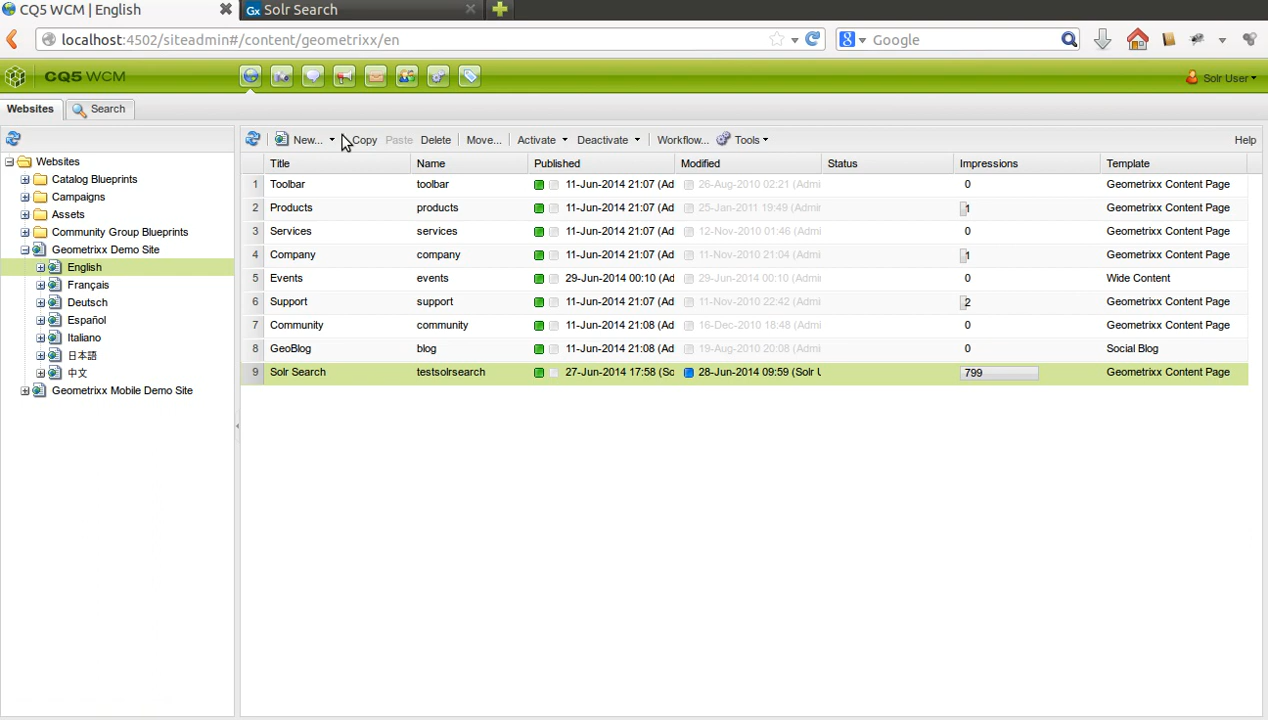 CQ5 WCM | English
Gx Solr Search
localhost:4502/siteadmin#/content/geometrixx/en
8 Google
CQ5 WCM
Solr User
Websites
Search
New...
Copy
Paste
Delete
Move...
Activate
Deactivate
Workflow...
Tools
Help
Websites
Catalog Blueprints
Campaigns
Assets
Community Group Blueprints
Geometrixx Demo Site
English
Français
Deutsch
Español
Italiano
日本語
中文
Geometrixx Mobile Demo Site
Title Name Published Modified Status Impressions Template
1 Toolbar toolbar 11-Jun-2014 21:07 (Ad 26-Aug-2010 02:21 (Admi 0 Geometrixx Content Page
2 Products products 11-Jun-2014 21:07 (Ad 25-Jan-2011 19:49 (Admin 1 Geometrixx Content Page
3 Services services 11-Jun-2014 21:07 (Ad 12-Nov-2010 01:46 (Admi 0 Geometrixx Content Page
4 Company company 11-Jun-2014 21:07 (Ad 11-Nov-2010 21:04 (Admi 1 Geometrixx Content Page
5 Events events 29-Jun-2014 00:10 (Ad 29-Jun-2014 00:10 (Admin 0 Wide Content
6 Support support 11-Jun-2014 21:07 (Ad 11-Nov-2010 22:42 (Admi 2 Geometrixx Content Page
7 Community community 11-Jun-2014 21:08 (Ad 16-Dec-2010 18:48 (Admi 0 Geometrixx Content Page
8 GeoBlog blog 11-Jun-2014 21:08 (Ad 19-Aug-2010 20:08 (Admi 0 Social Blog
9 Solr Search testsolrsearch 27-Jun-2014 17:58 (Sc 28-Jun-2014 09:59 (Solr U 799 Geometrixx Content Page